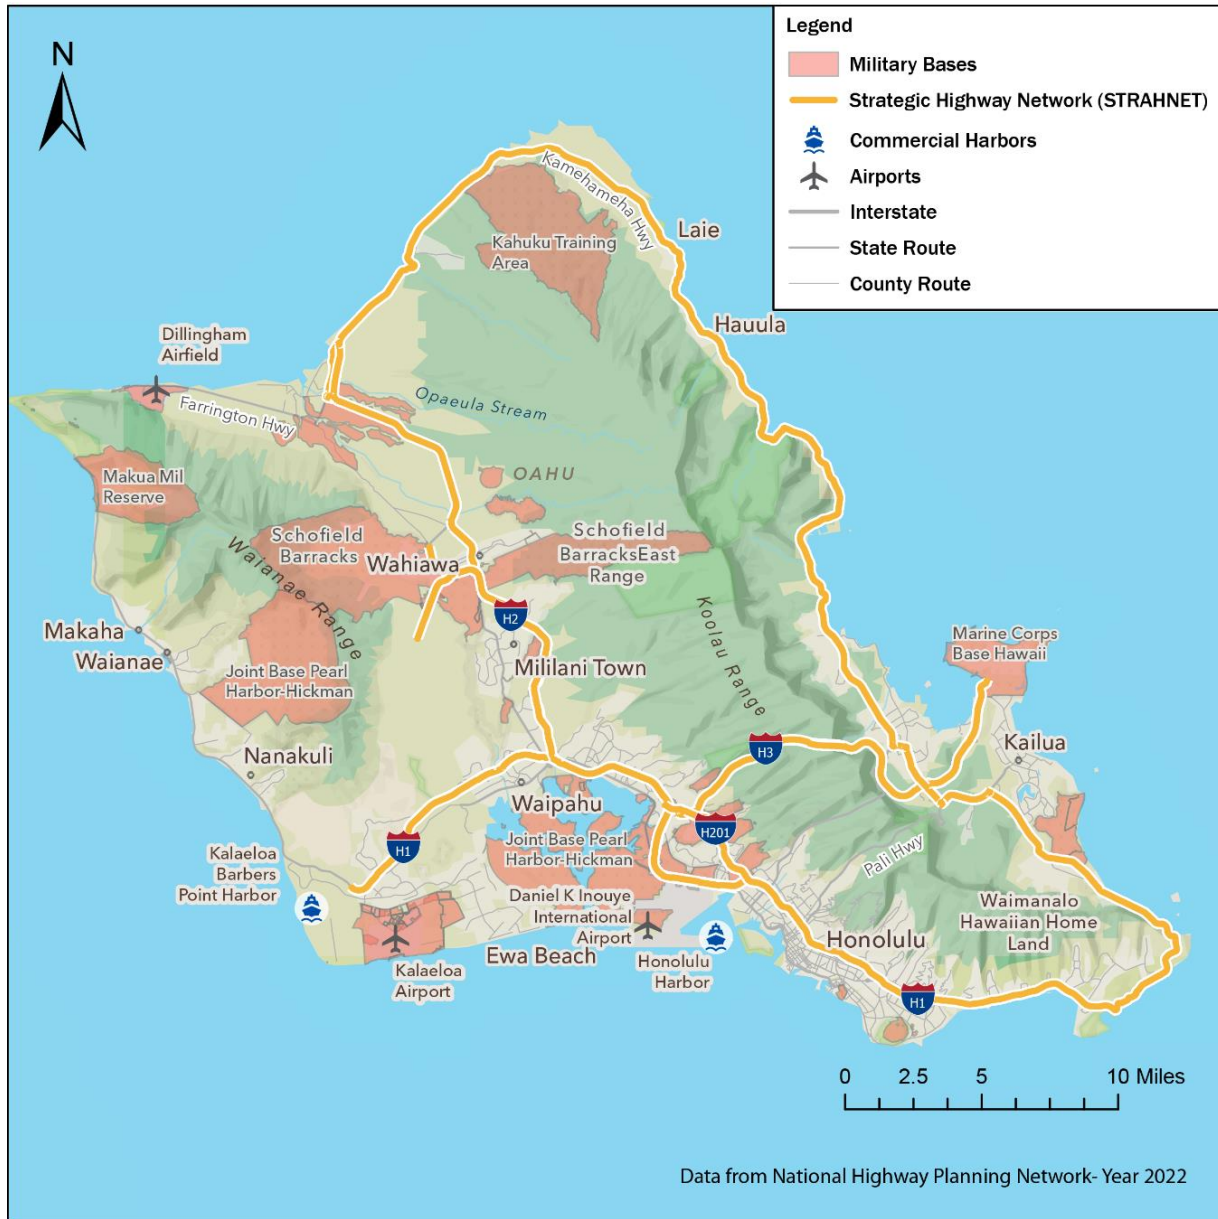 Legend
Military Bases
Strategic Highway Network (STRAHNET)
Commercial Harbors
Airports
Interstate
State Route
County Route
N
Kamehameha Hwy
Laie
Kahuku Training
Area
Hauula
Dillingham
Airfield
Farrington Hwy
Opaeula Stream
OAHU
Makua Mil
Reserve
Schofield
Barracks
Schofield
BarracksEast
Range
Wahiawa
Waianae Range
H2
Koolau Range
Makaha
Waianae
Marine Corps
Base Hawaii
Mililani Town
Joint Base Pearl
Harbor-Hickman
Nanakuli
H3
Kailua
Waipahu
H201
H1
Joint Base Pearl
Harbor-Hickman
Pali Hwy
Kalaeloa
Barbers
Point Harbor
Daniel K Inouye
International
Airport
Waimanalo
Hawaiian Home
Land
Honolulu
Ewa Beach
Honolulu
Harbor
Kalaeloa
Airport
H1
0 2.5 5 10 Miles
Data from National Highway Planning Network- Year 2022